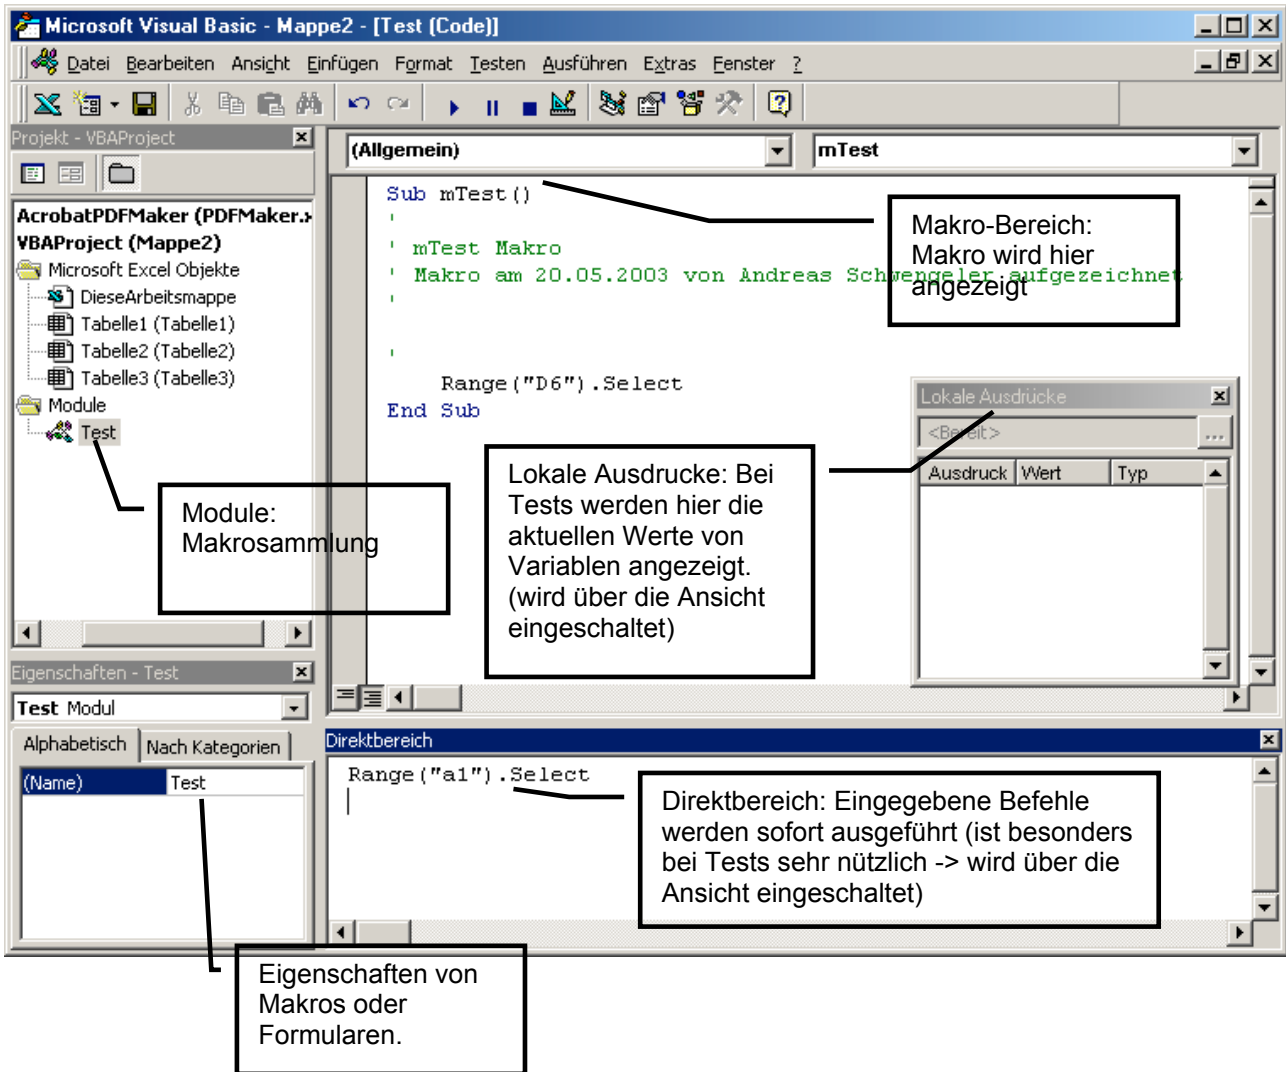 Microsoft Visual Basic - Mappe2 - [Test (Code)]
Datei Bearbeiten Ansicht Einfügen Format Testen Ausführen Extras Fenster ?
Projekt - VBAProject
AcrobatPDFMaker (PDFMaker.x
VBAProject (Mappe2)
Microsoft Excel Objekte
DieseArbeitsmappe
Tabelle1 (Tabelle1)
Tabelle2 (Tabelle2)
Tabelle3 (Tabelle3)
Module
Test
Module:
Makrosammlung
(Allgemein)
mTest
Sub mTest()
'
' mTest Makro
' Makro am 20.05.2003 von Andreas Schwengeler aufgezeichnet
'
'
Range("D6").Select
End Sub
Makro-Bereich:
Makro wird hier
angezeigt
Lokale Ausdrucke: Bei
Tests werden hier die
aktuellen Werte von
Variablen angezeigt.
(wird über die Ansicht
eingeschaltet)
Lokale Ausdrücke
<Bereit>
...
Ausdruck Wert Typ
Eigenschaften - Test
Test Modul
Alphabetisch Nach Kategorien
(Name) Test
Direktbereich
Range("a1").Select
Direktbereich: Eingegebene Befehle
werden sofort ausgeführt (ist besonders
bei Tests sehr nützlich -> wird über die
Ansicht eingeschaltet)
Eigenschaften von
Makros oder
Formularen.